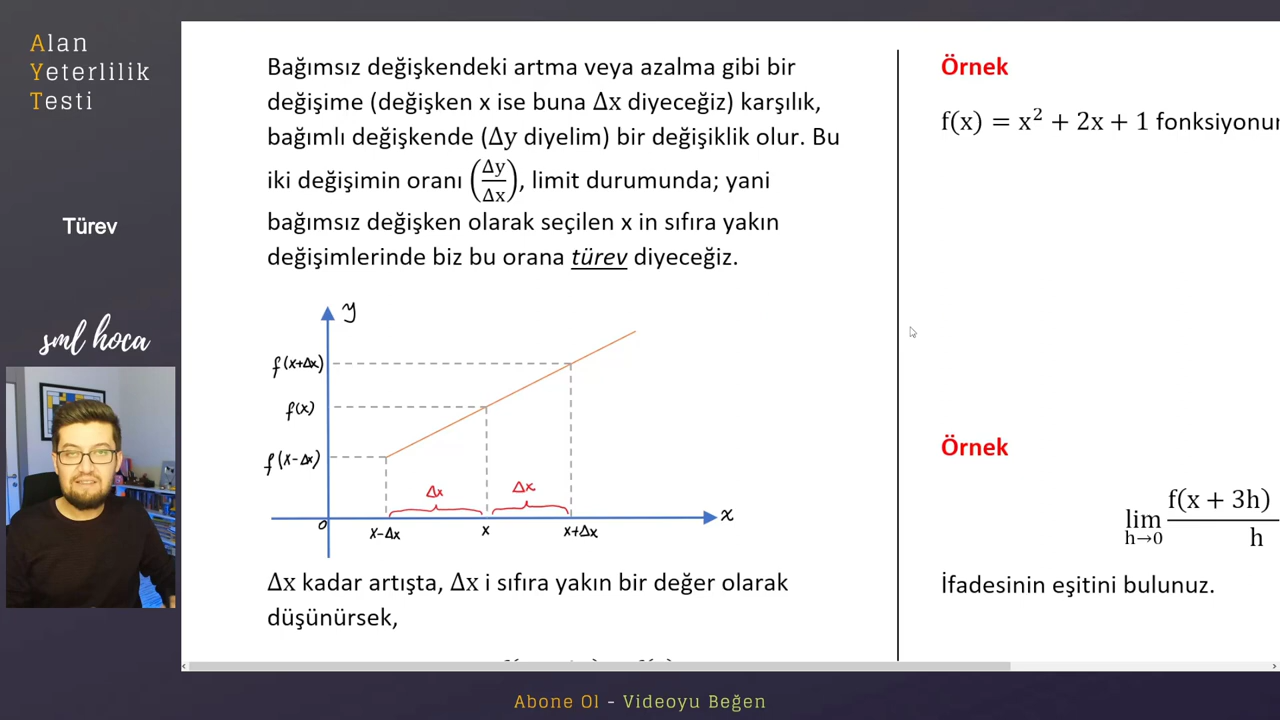 Alan
Yeterlilik
Testi
Türev
sml hoca
Bağımsız değişkendeki artma veya azalma gibi bir
değişime (değişken x ise buna Δx diyeceğiz) karşılık,
bağımlı değişkende (Δy diyelim) bir değişiklik olur. Bu
iki değişimin oranı (Δy/Δx), limit durumunda; yani
bağımsız değişken olarak seçilen x in sıfıra yakın
değişimlerinde biz bu orana türev diyeceğiz.
y
f(x+Δx)
f(x)
f(x-Δx)
Δx Δx
0 x-Δx x x+Δx x
Δx kadar artışta, Δx i sıfıra yakın bir değer olarak
düşünürsek,
Örnek
f(x) = x² + 2x + 1 fonksiyonu
Örnek
lim h→0 f(x + 3h) / h
İfadesinin eşitini bulunuz.
Abone Ol - Videoyu Beğen